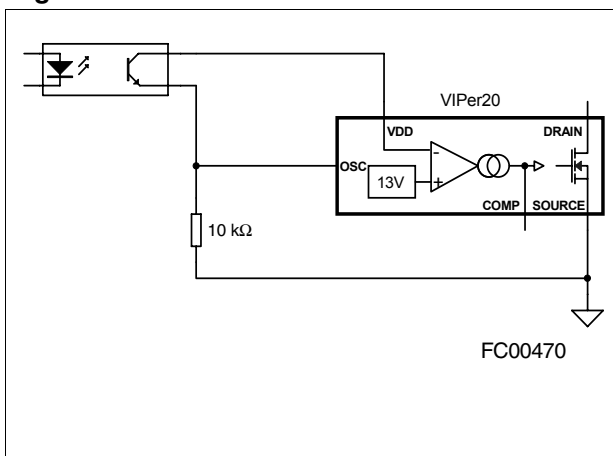 VIPer20
VDD
DRAIN
OSC
-
13V
+
COMP
SOURCE
10 kΩ
FC00470